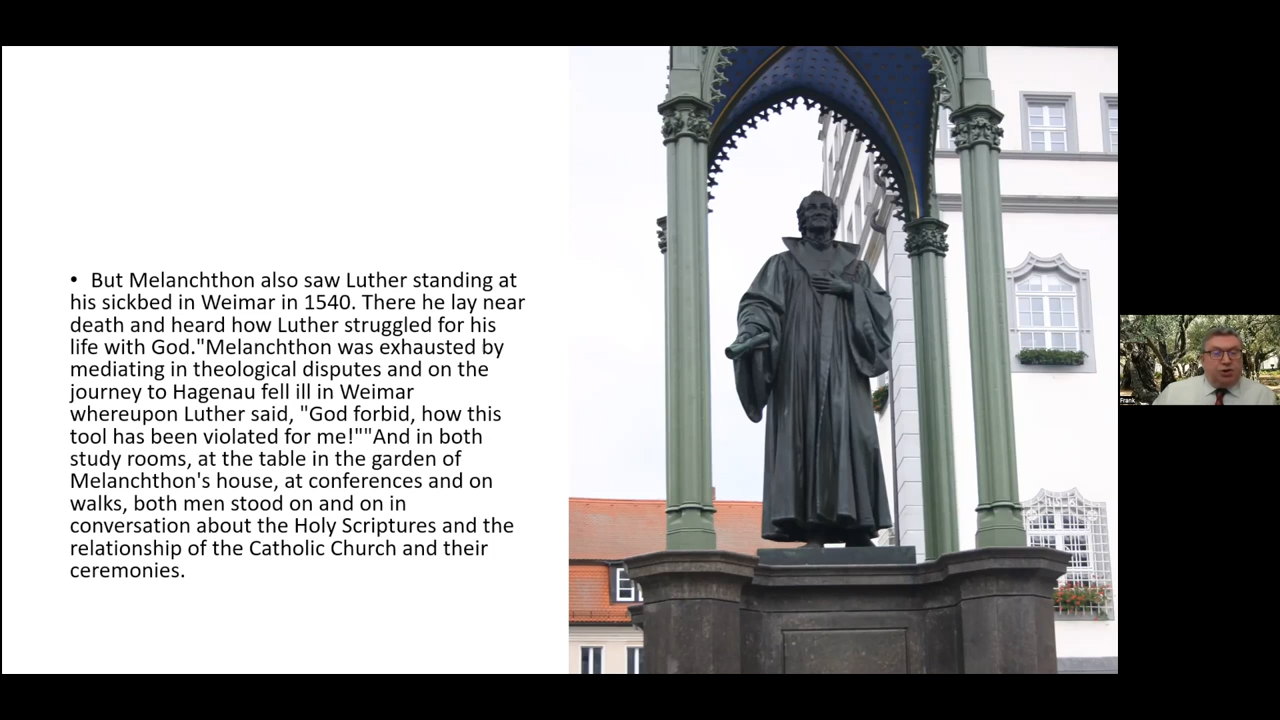 • But Melanchthon also saw Luther standing at
his sickbed in Weimar in 1540. There he lay near
death and heard how Luther struggled for his
life with God."Melanchthon was exhausted by
mediating in theological disputes and on the
journey to Hagenau fell ill in Weimar
whereupon Luther said, "God forbid, how this
tool has been violated for me!""And in both
study rooms, at the table in the garden of
Melanchthon's house, at conferences and on
walks, both men stood on and on in
conversation about the Holy Scriptures and the
relationship of the Catholic Church and their
ceremonies.
Frank